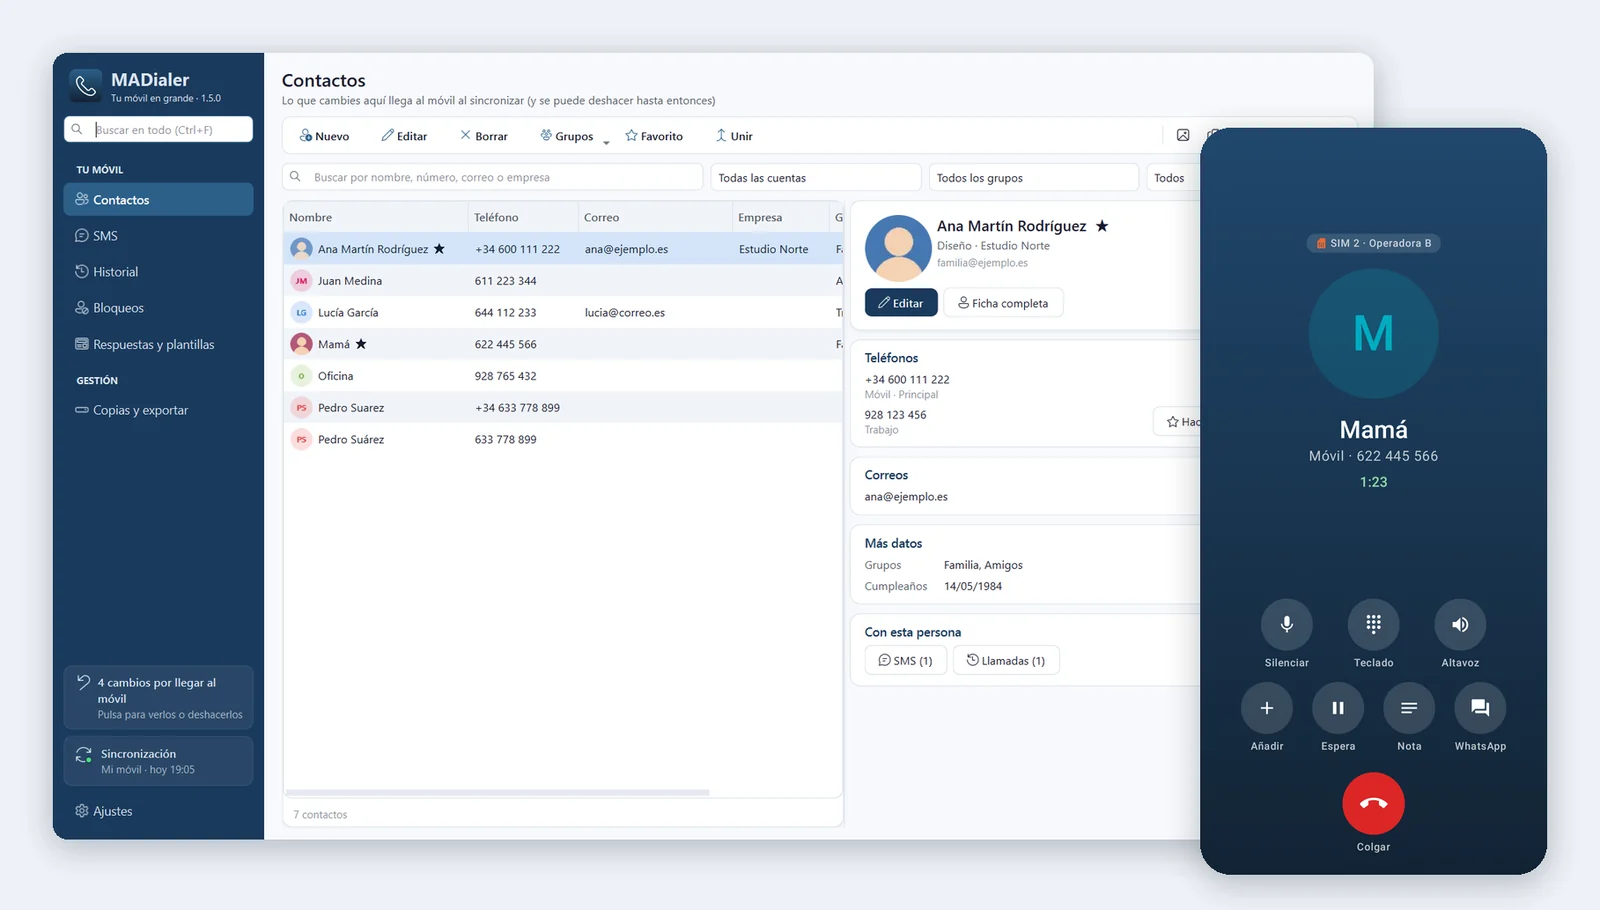 MADialer
Tu móvil en grande · 1.5.0
Buscar en todo (Ctrl+F)
TU MÓVIL
Contactos
SMS
Historial
Bloqueos
Respuestas y plantillas
GESTIÓN
Copias y exportar
4 cambios por llegar al
móvil
Pulsa para verlos o deshacerlos
Sincronización
Mi móvil · hoy 19:05
Ajustes
Contactos
Lo que cambies aquí llega al móvil al sincronizar (y se puede deshacer hasta entonces)
Nuevo Editar Borrar Grupos Favorito Unir
Buscar por nombre, número, correo o empresa
Todas las cuentas
Todos los grupos
Todos
Nombre Teléfono Correo Empresa G
Ana Martín Rodríguez ★ +34 600 111 222 ana@ejemplo.es Estudio Norte
JM Juan Medina 611 223 344 A
LG Lucía García 644 112 233 lucia@correo.es
Mamá ★ 622 445 566
O Oficina 928 765 432
PS Pedro Suarez +34 633 778 899
PS Pedro Suárez 633 778 899
7 contactos
Ana Martín Rodríguez ★
Diseño · Estudio Norte
familia@ejemplo.es
Editar
Ficha completa
Teléfonos
+34 600 111 222
Móvil · Principal
928 123 456
Trabajo
Hac
Correos
ana@ejemplo.es
Más datos
Grupos Familia, Amigos
Cumpleaños 14/05/1984
Con esta persona
SMS (1)
Llamadas (1)
SIM 2 · Operadora B
M
Mamá
Móvil · 622 445 566
1:23
Silenciar Teclado Altavoz
Añadir Espera Nota WhatsApp
Colgar